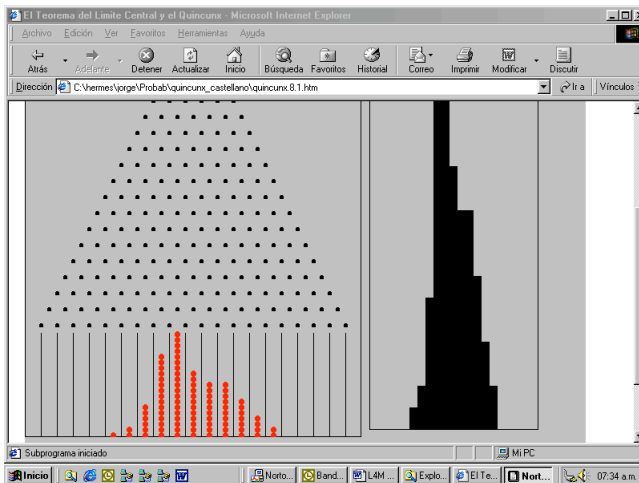 El Teorema del Limite Central y el Quincunx - Microsoft Internet Explorer
Archivo Edición Ver Favoritos Herramientas Ayuda
Atrás Adelante Detener Actualizar Inicio Búsqueda Favoritos Historial Correo Imprimir Modificar Discutir
Dirección C:\hermes\jorge\Probab\quincunx_castellano\quincunx.8.1.htm Ir a Vínculos
Subprograma iniciado Mi PC
Inicio Norto... Band... L4M ... Explo... El Te... Nort... 07:34 a.m.